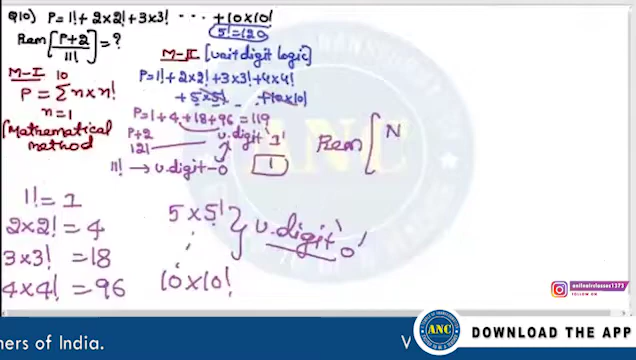 Q10) P= 1! + 2×2! + 3×3! ... + 10×10!
5! = 120
Rem [P+2 / 11!] = ?
M-II [unit digit logic]
M-I
P=1! + 2×2! + 3×3! + 4×4!
+ 5×5! ... +10×10!
P = Σ n×n!
10
n=1
P=1+4+18+96 = 119
(Mathematical method)
P+2
121
u.digit '1'
11! → u.digit - 0
1
Rem [N
1! = 1
2×2! = 4
3×3! = 18
4×4! = 96
5×5!
10×10!
u.digit '0'
FOLLOW ON
ners of India.
V
ANC
DOWNLOAD THE APP